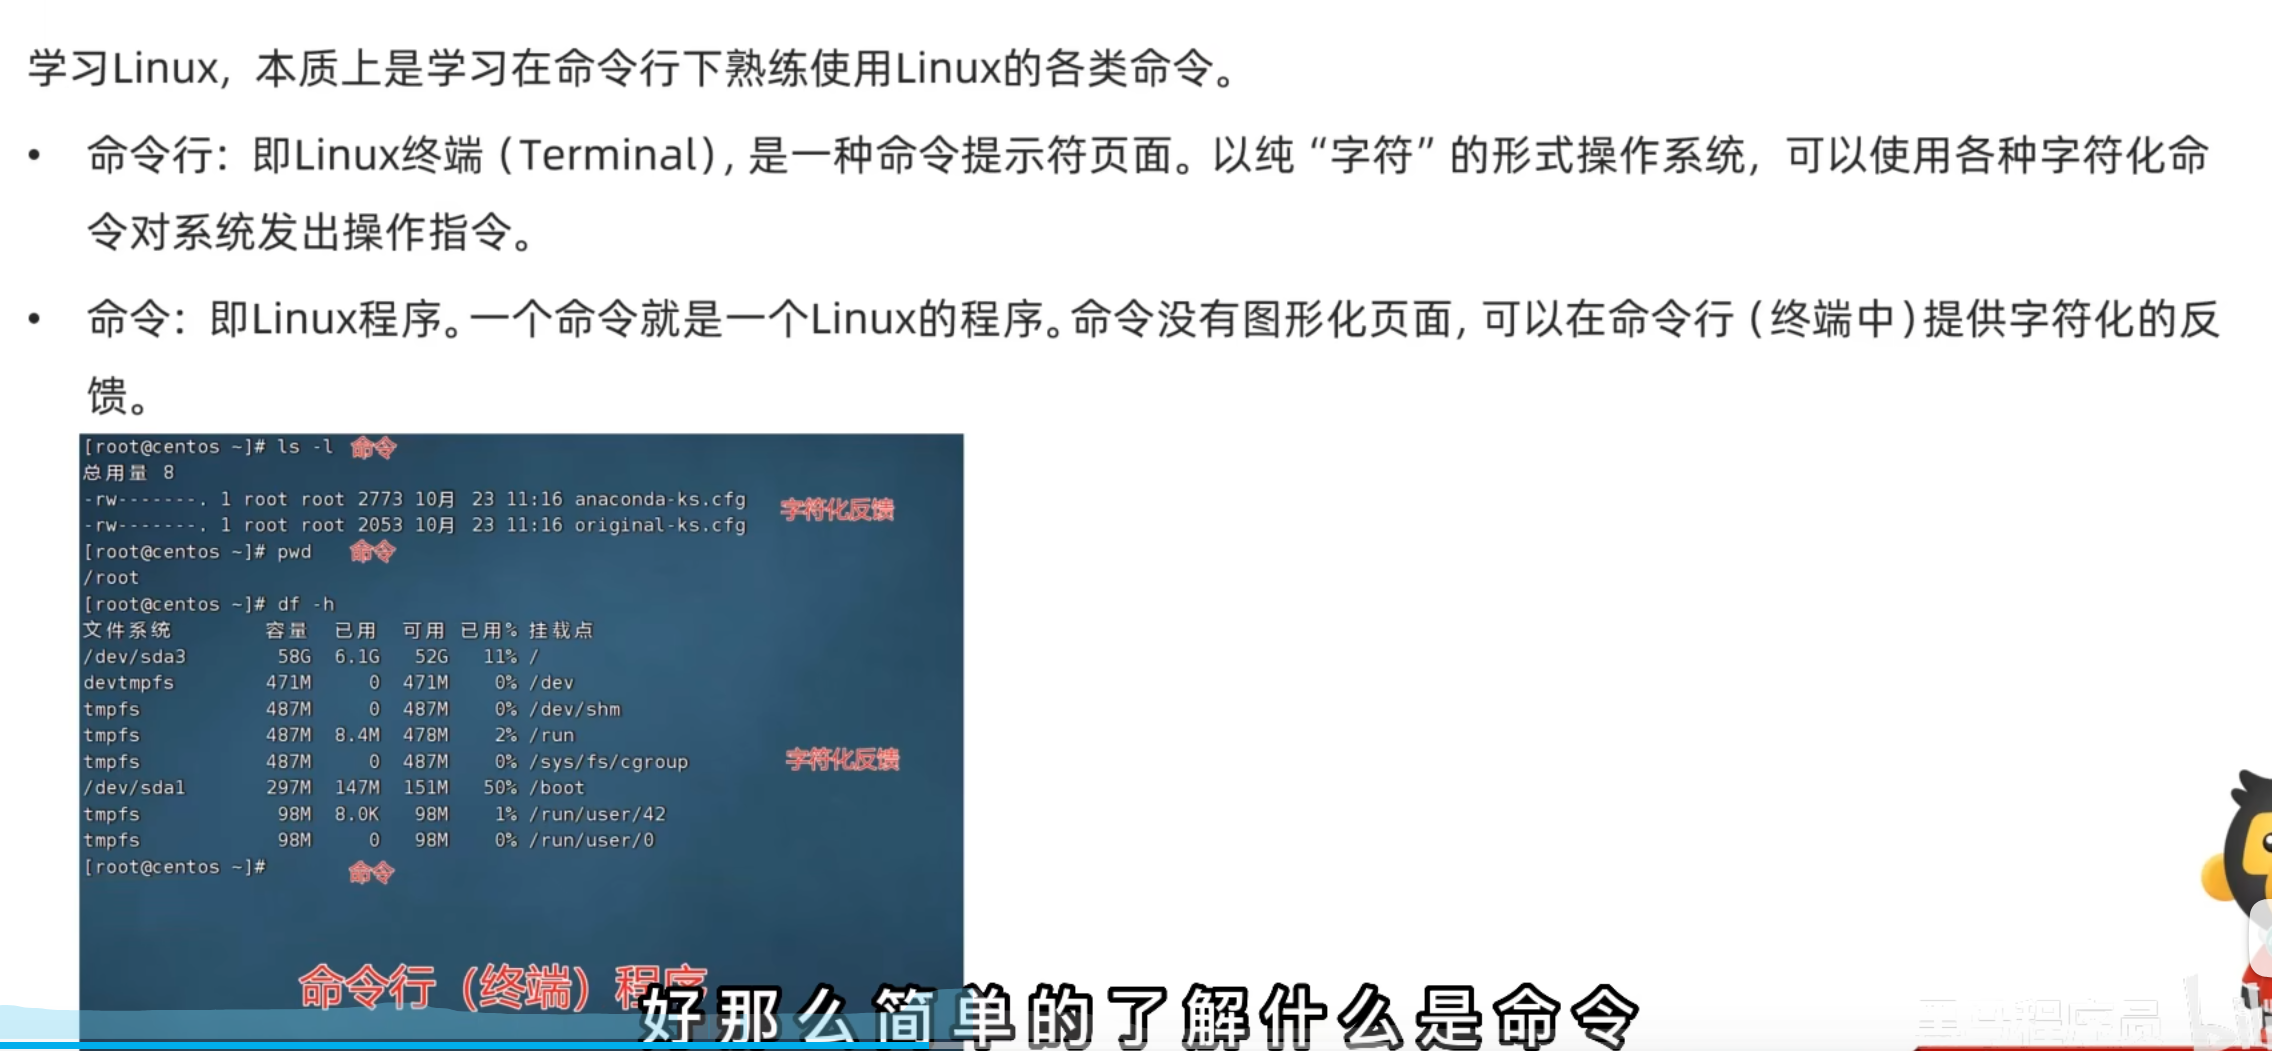 学习Linux，本质上是学习在命令行下熟练使用Linux的各类命令。
• 命令行：即Linux终端（Terminal），是一种命令提示符页面。以纯“字符”的形式操作系统，可以使用各种字符化命
令对系统发出操作指令。
• 命令：即Linux程序。一个命令就是一个Linux的程序。命令没有图形化页面，可以在命令行（终端中）提供字符化的反
馈。
[root@centos ~]# ls -l 命令
总用量 8
-rw-------. 1 root root 2773 10月 23 11:16 anaconda-ks.cfg
字符化反馈
-rw-------. 1 root root 2053 10月 23 11:16 original-ks.cfg
[root@centos ~]# pwd 命令
/root
[root@centos ~]# df -h
文件系统 容量 已用 可用 已用% 挂载点
/dev/sda3 58G 6.1G 52G 11% /
devtmpfs 471M 0 471M 0% /dev
tmpfs 487M 0 487M 0% /dev/shm
tmpfs 487M 8.4M 478M 2% /run
tmpfs 487M 0 487M 0% /sys/fs/cgroup
字符化反馈
/dev/sda1 297M 147M 151M 50% /boot
tmpfs 98M 8.0K 98M 1% /run/user/42
tmpfs 98M 0 98M 0% /run/user/0
[root@centos ~]# 命令
命令行（终端）程序
好那么简单的了解什么是命令